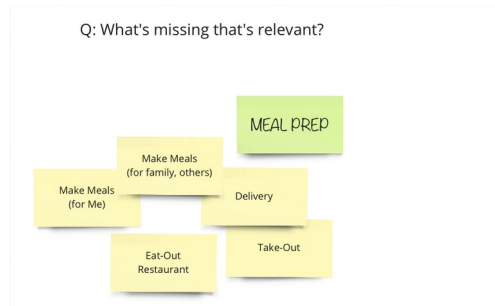 Q: What's missing that's relevant?
MEAL PREP
Make Meals
(for family, others)
Make Meals
(for Me)
Delivery
Eat-Out
Restaurant
Take-Out